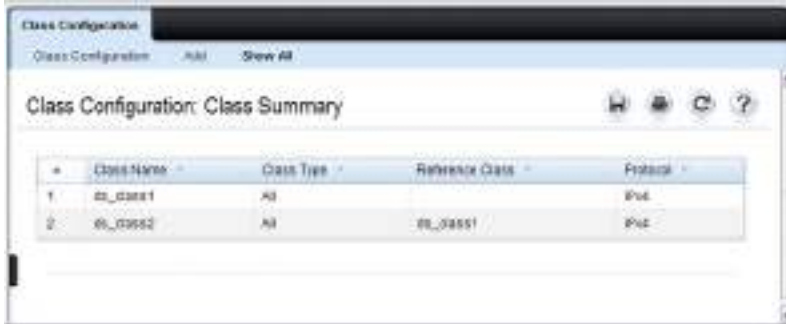 Class Configuration
Class Configuration Add Show All
Class Configuration: Class Summary
# Class Name Class Type Reference Class Protocol
1 ds_class1 All IPv4
2 ds_class2 All ds_class1 IPv4